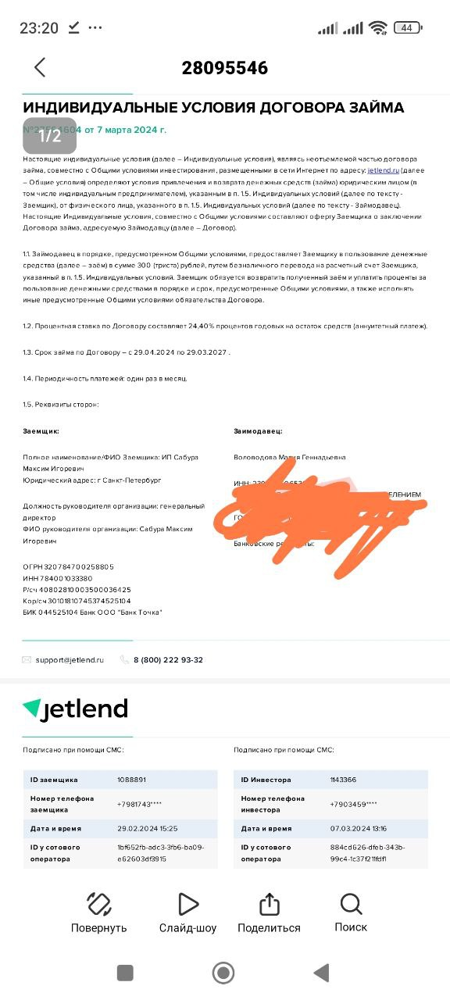 23:20
44
28095546
ИНДИВИДУАЛЬНЫЕ УСЛОВИЯ ДОГОВОРА ЗАЙМА
от 7 марта 2024 г.
1/2
Настоящие индивидуальные условия (далее – Индивидуальные условия), являясь неотъемлемой частью договора
займа, совместно с Общими условиями инвестирования, размещенными в сети Интернет по адресу: jetlend.ru (далее
– Общие условия) определяют условия привлечения и возврата денежных средств (займа) юридическим лицом (в
том числе индивидуальным предпринимателем), указанным в п. 1.5. Индивидуальных условий (далее по тексту -
Заемщик), от физического лица, указанного в п. 1.5. Индивидуальных условий (далее по тексту - Займодавец).
Настоящие Индивидуальные условия, совместно с Общими условиями составляют оферту Заемщика о заключении
Договора займа, адресуемую Займодавцу (далее – Договор).
1.1. Займодавец в порядке, предусмотренном Общими условиями, предоставляет Заемщику в пользование денежные
средства (далее – заём) в сумме 300 (триста) рублей, путем безналичного перевода на расчетный счет Заемщика,
указанный в п. 1.5. Индивидуальных условий. Заемщик обязуется возвратить полученный заём и уплатить проценты за
пользование денежными средствами в порядке и срок, предусмотренные Общими условиями, а также исполнять
иные предусмотренные Общими условиями обязательства Договора.
1.2. Процентная ставка по Договору составляет 24,40% процентов годовых на остаток средств (аннуитетный платеж).
1.3. Срок займа по Договору – с 29.04.2024 по 29.03.2027 .
1.4. Периодичность платежей: один раз в месяц.
1.5. Реквизиты сторон:
Заемщик:
Полное наименование/ФИО Заемщика: ИП Сабура
Максим Игоревич
Юридический адрес: г Санкт-Петербург
Должность руководителя организации: генеральный
директор
ФИО руководителя организации: Сабура Максим
Игоревич
ОГРН 320784700258805
ИНН 784001033380
Р/сч 40802810003500036425
Кор/сч 30101810745374525104
БИК 044525104 Банк ООО "Банк Точка"
Заимодавец:
Воловодова Мария Геннадьевна
ИНН:
ЕЛЕНИЕМ
Банковские
support@jetlend.ru
8 (800) 222 93-32
jetlend
Подписано при помощи СМС:
ID заемщика 1088891
Номер телефона
заемщика +7981743****
Дата и время 29.02.2024 15:25
ID у сотового
оператора 1bf652fb-adc3-3fb6-ba09-
e62603df3915
Подписано при помощи СМС:
ID Инвестора 1143366
Номер телефона
инвестора +7903459****
Дата и время 07.03.2024 13:16
ID у сотового
оператора 884cd626-dfeb-343b-
99c4-1c37f211fdf1
Повернуть
Слайд-шоу
Поделиться
Поиск